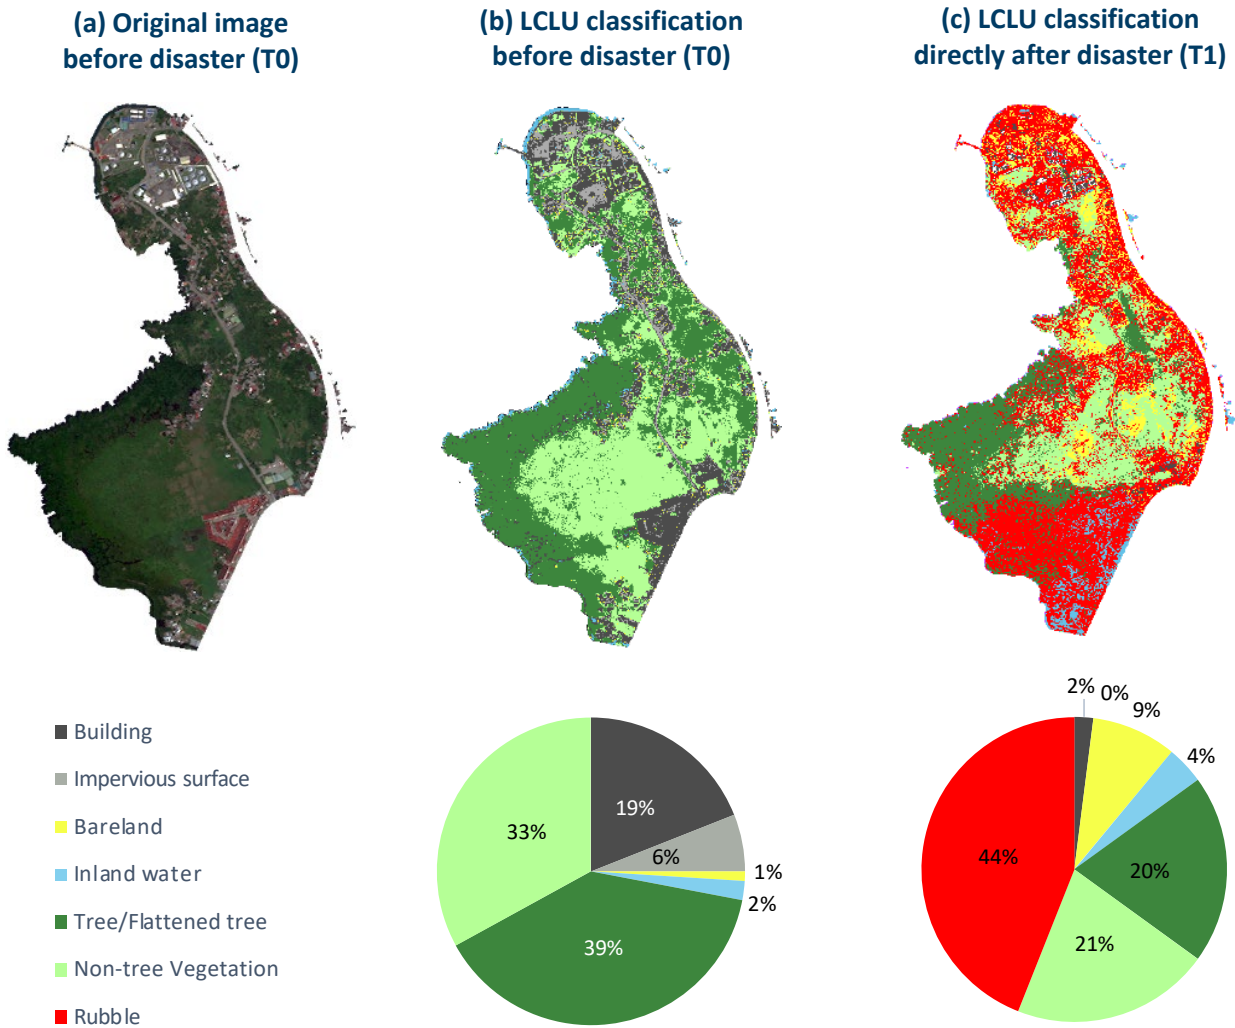 (a) Original image
before disaster (T0)
(b) LCLU classification
before disaster (T0)
(c) LCLU classification
directly after disaster (T1)
Building
Impervious surface
Bareland
Inland water
Tree/Flattened tree
Non-tree Vegetation
Rubble
19%
6%
1%
2%
39%
33%
2%
0%
9%
4%
20%
21%
44%